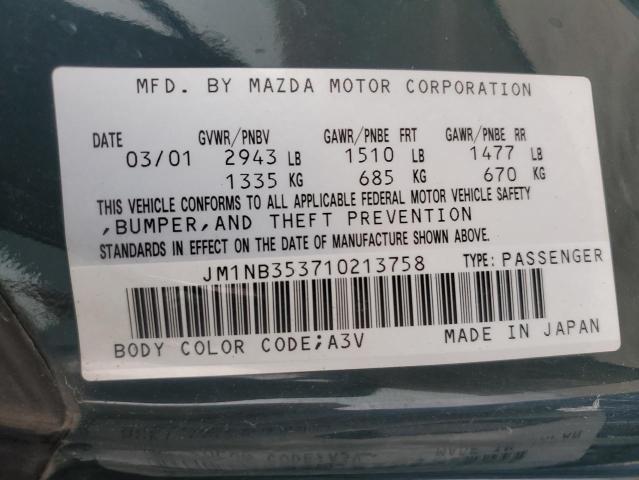 MFD. BY MAZDA MOTOR CORPORATION
DATE GVWR/PNBV GAWR/PNBE FRT GAWR/PNBE RR
03/01 2943 LB 1510 LB 1477 LB
1335 KG 685 KG 670 KG
THIS VEHICLE CONFORMS TO ALL APPLICABLE FEDERAL MOTOR VEHICLE SAFETY
,BUMPER,AND THEFT PREVENTION
STANDARDS IN EFFECT ON THE DATE OF MANUFACTURE SHOWN ABOVE.
JM1NB353710213758 TYPE:PASSENGER
BODY COLOR CODE;A3V MADE IN JAPAN